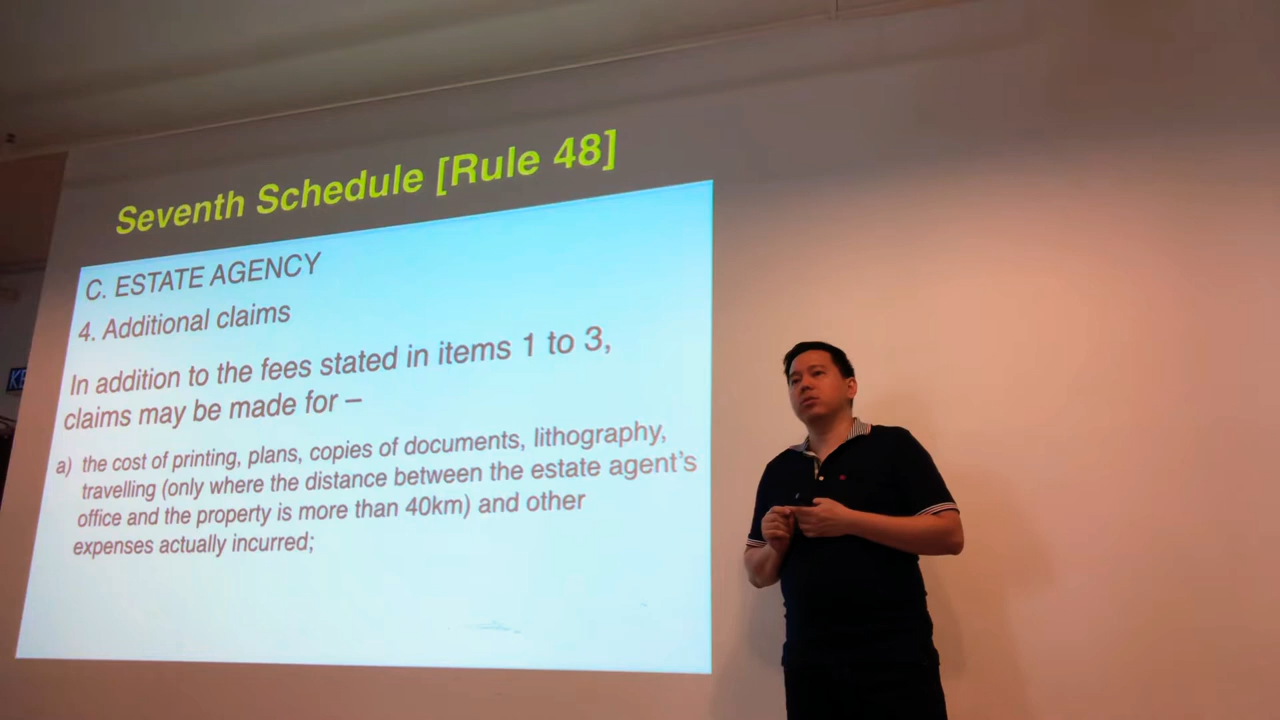 Seventh Schedule [Rule 48]
C. ESTATE AGENCY
4. Additional claims
In addition to the fees stated in items 1 to 3,
claims may be made for –
a) the cost of printing, plans, copies of documents, lithography,
travelling (only where the distance between the estate agent's
office and the property is more than 40km) and other
expenses actually incurred;